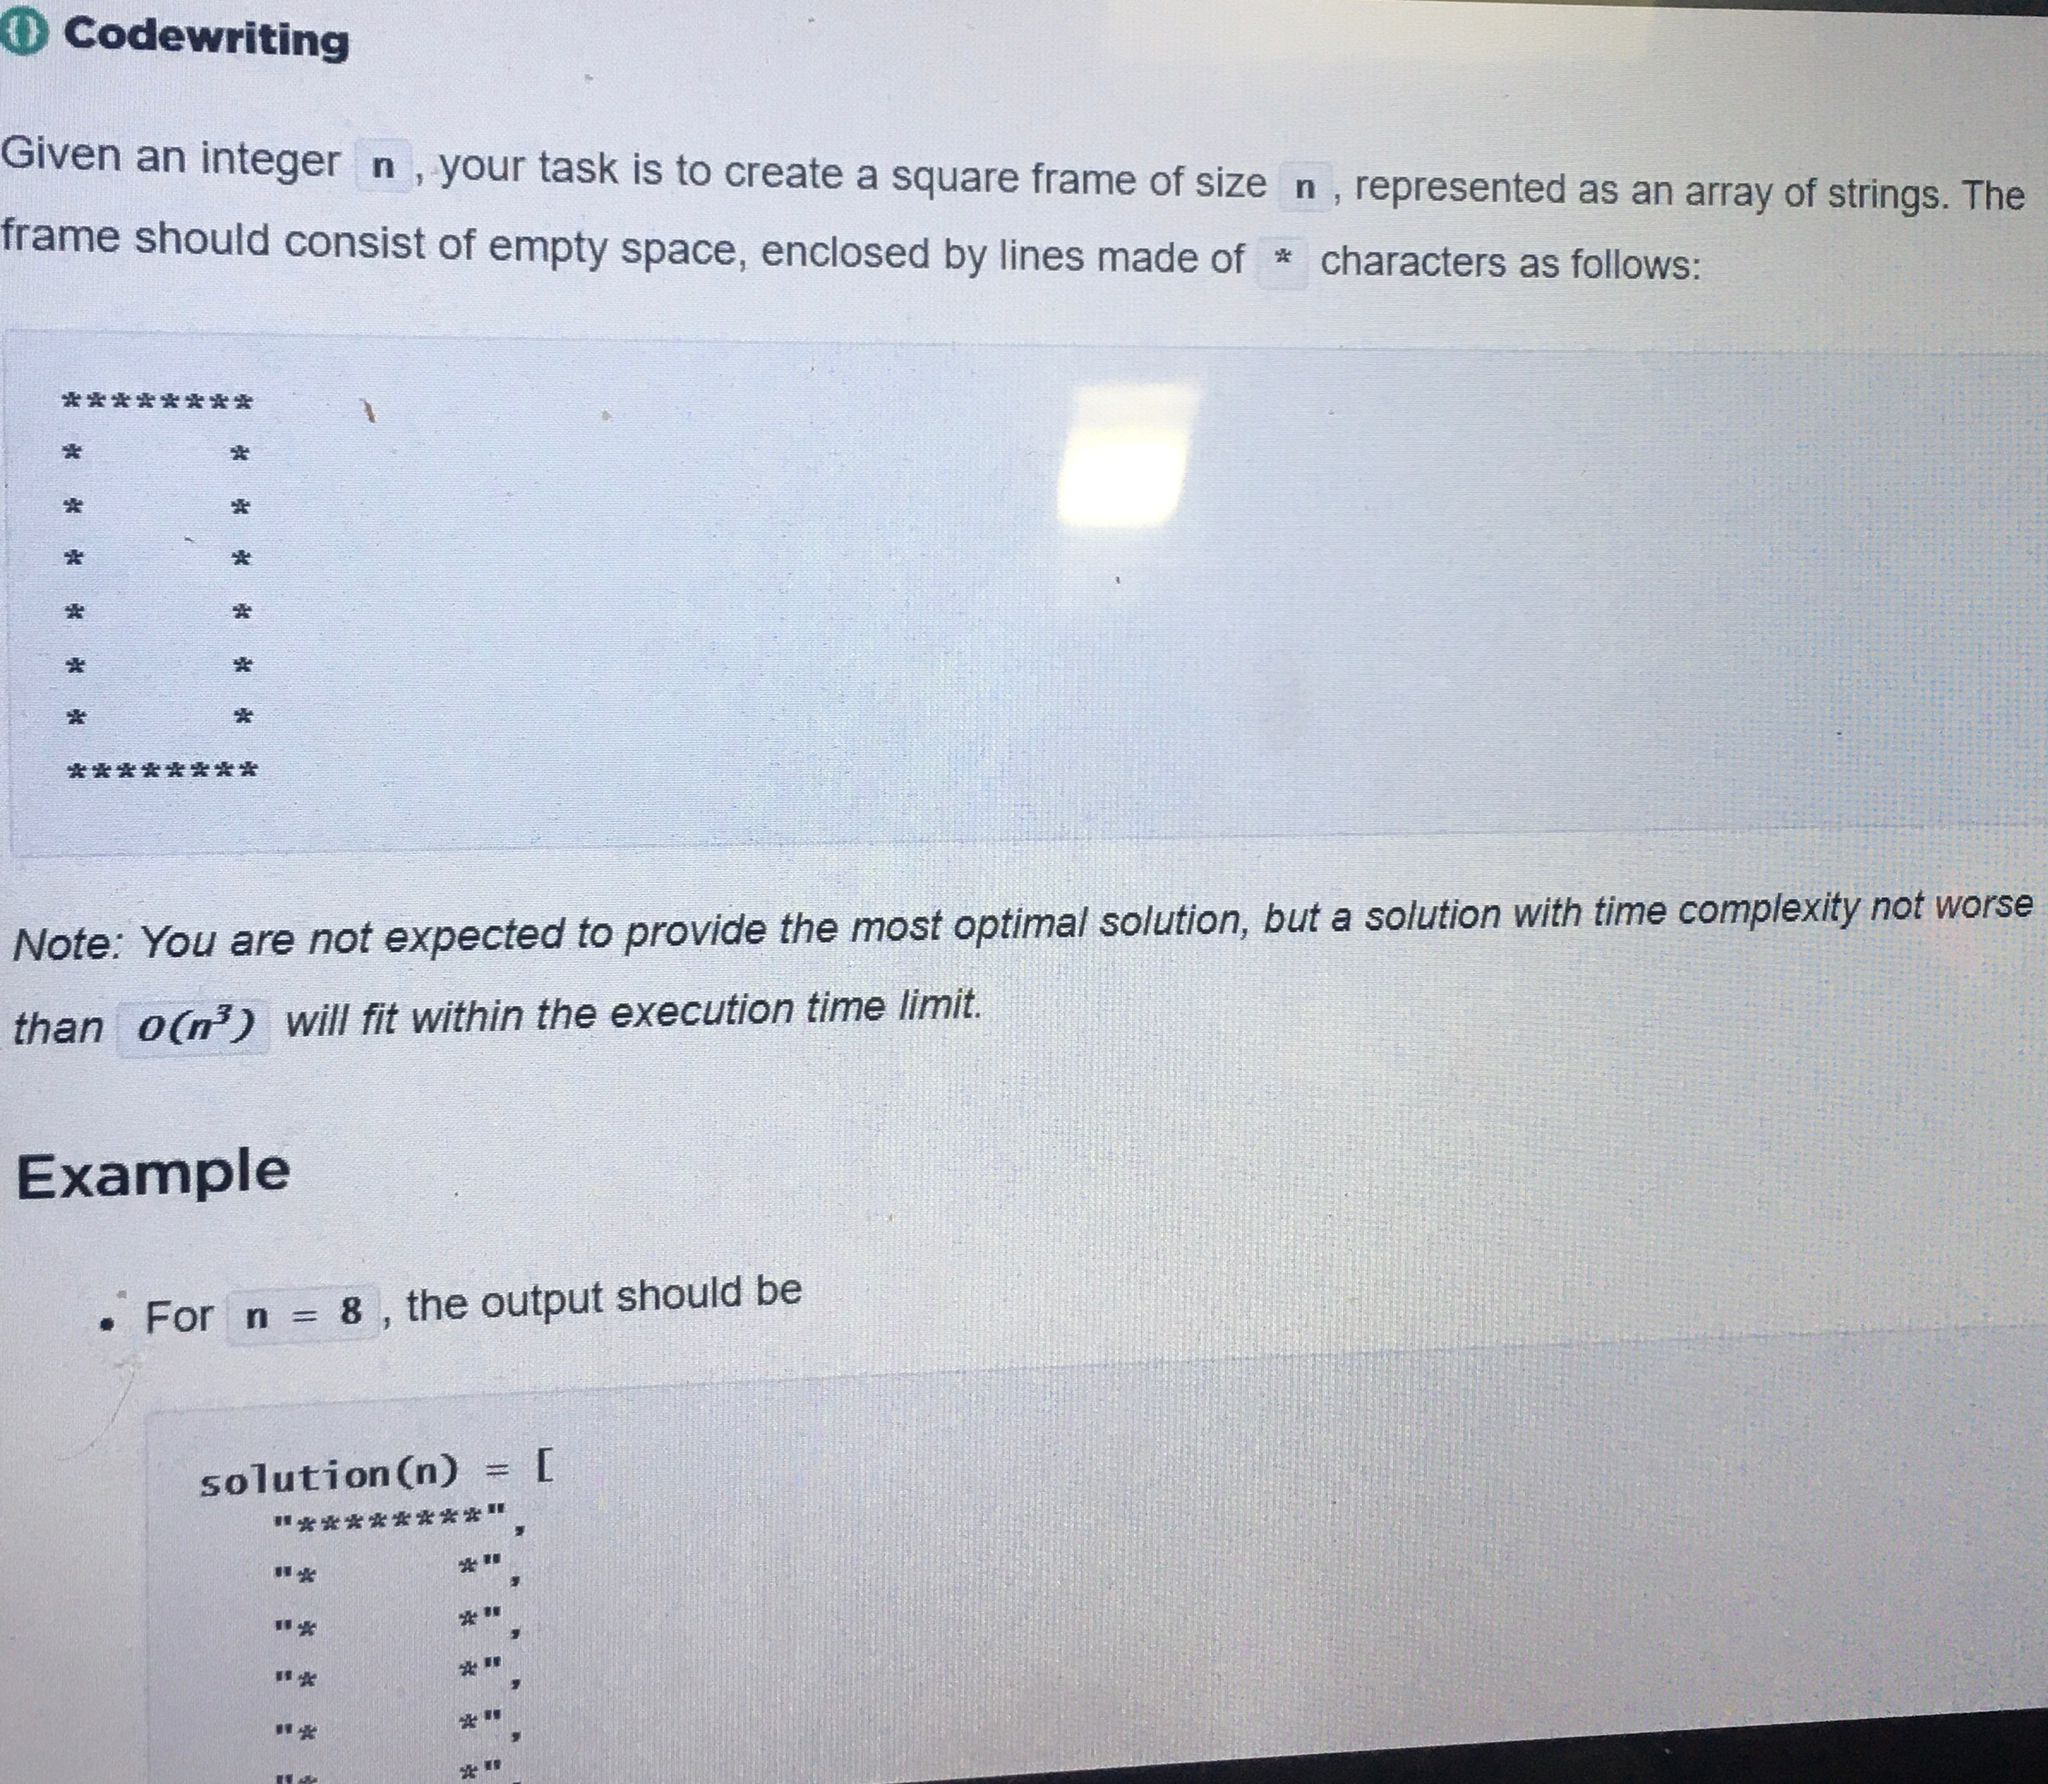 Codewriting
Given an integer n , your task is to create a square frame of size n , represented as an array of strings. The
frame should consist of empty space, enclosed by lines made of * characters as follows:
********
*      *
*      *
*      *
*      *
*      *
*      *
********
Note: You are not expected to provide the most optimal solution, but a solution with time complexity not worse
than O(n³) will fit within the execution time limit.
Example
• For n = 8 , the output should be
solution(n) = [
"********",
"*      *",
"*      *",
"*      *",
"*      *",
"*      *"